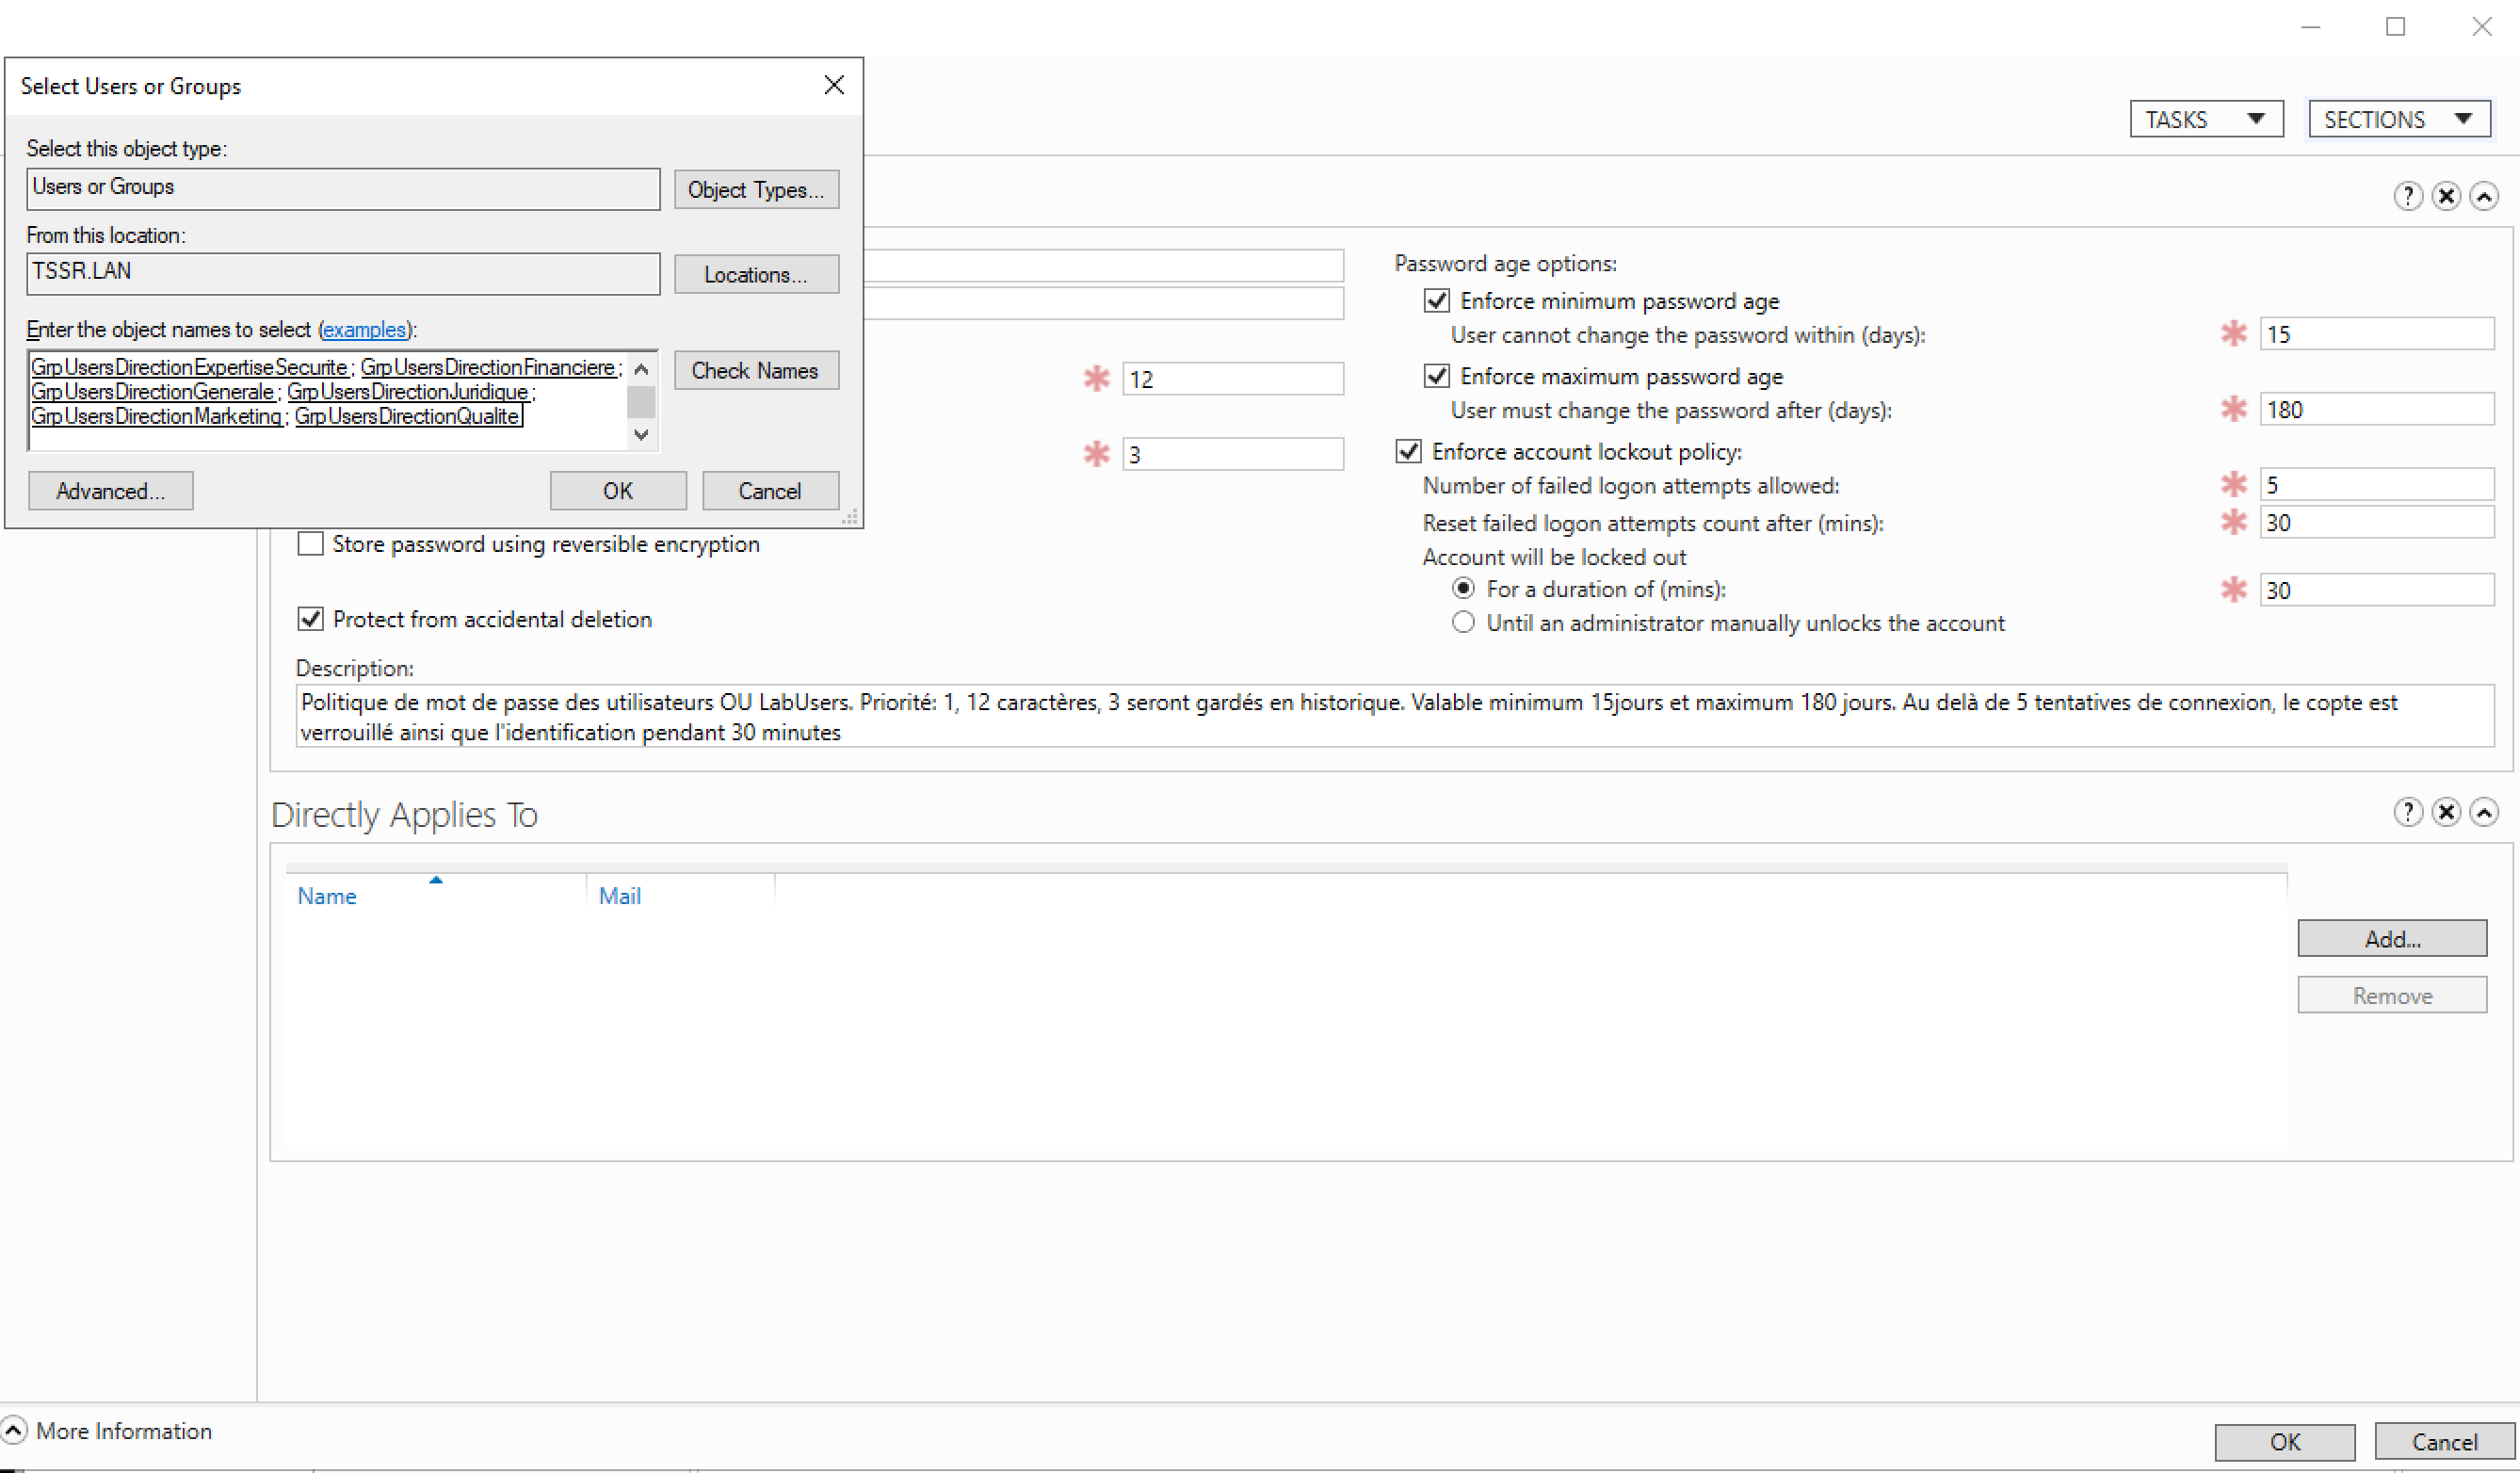 Select Users or Groups
TASKS
SECTIONS
Select this object type:
Users or Groups
Object Types...
From this location:
TSSR.LAN
Locations...
Enter the object names to select (examples):
GrpUsersDirectionExpertiseSecurite; GrpUsersDirectionFinanciere;
GrpUsersDirectionGenerale; GrpUsersDirectionJuridique;
GrpUsersDirectionMarketing; GrpUsersDirectionQualite
Check Names
Advanced...
OK
Cancel
12
3
Password age options:
Enforce minimum password age
User cannot change the password within (days):
15
Enforce maximum password age
User must change the password after (days):
180
Enforce account lockout policy:
Number of failed logon attempts allowed:
5
Reset failed logon attempts count after (mins):
30
Account will be locked out
For a duration of (mins):
30
Until an administrator manually unlocks the account
Store password using reversible encryption
Protect from accidental deletion
Description:
Politique de mot de passe des utilisateurs OU LabUsers. Priorité: 1, 12 caractères, 3 seront gardés en historique. Valable minimum 15jours et maximum 180 jours. Au delà de 5 tentatives de connexion, le copte est
verrouillé ainsi que l'identification pendant 30 minutes
Directly Applies To
Name
Mail
Add...
Remove
More Information
OK
Cancel